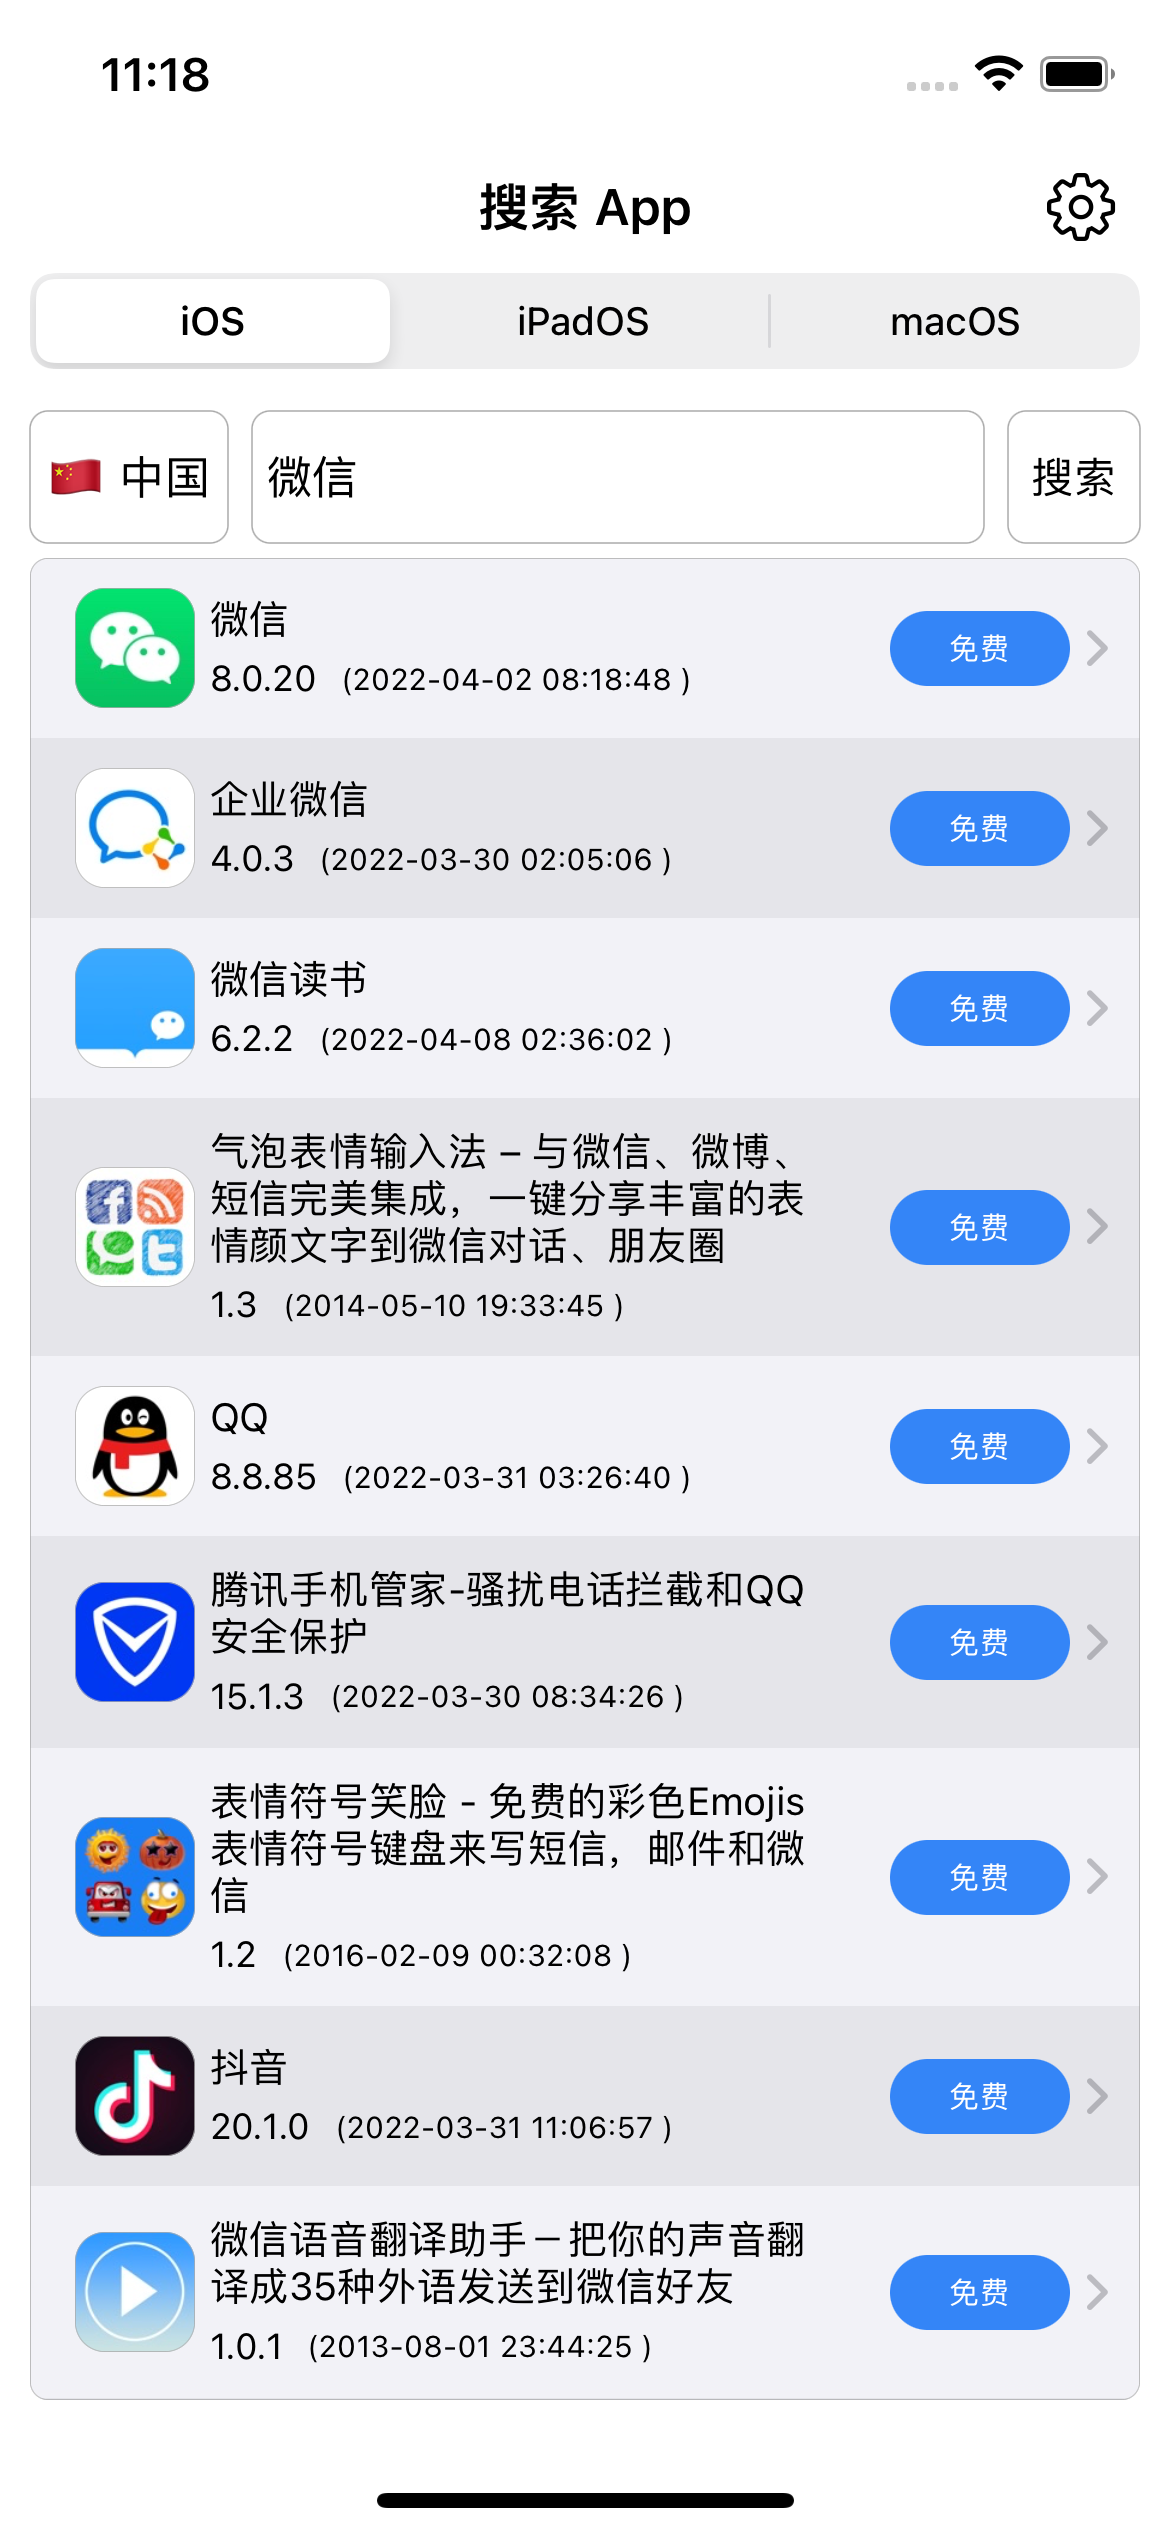 11:18
搜索 App
iOS
iPadOS
macOS
🇨🇳 中国
微信
搜索
微信
8.0.20 (2022-04-02 08:18:48 )
免费
企业微信
4.0.3 (2022-03-30 02:05:06 )
免费
微信读书
6.2.2 (2022-04-08 02:36:02 )
免费
气泡表情输入法 – 与微信、微博、
短信完美集成，一键分享丰富的表
情颜文字到微信对话、朋友圈
1.3 (2014-05-10 19:33:45 )
免费
QQ
8.8.85 (2022-03-31 03:26:40 )
免费
腾讯手机管家-骚扰电话拦截和QQ
安全保护
15.1.3 (2022-03-30 08:34:26 )
免费
表情符号笑脸 - 免费的彩色Emojis
表情符号键盘来写短信，邮件和微
信
1.2 (2016-02-09 00:32:08 )
免费
抖音
20.1.0 (2022-03-31 11:06:57 )
免费
微信语音翻译助手－把你的声音翻
译成35种外语发送到微信好友
1.0.1 (2013-08-01 23:44:25 )
免费